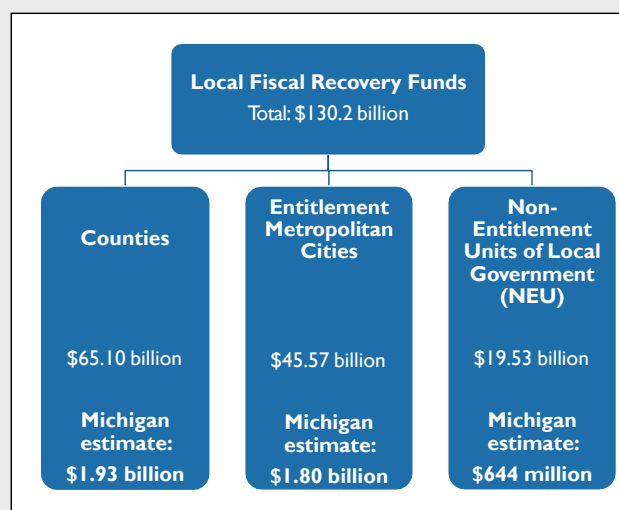 Local Fiscal Recovery Funds
Total: $130.2 billion
Counties
$65.10 billion
Michigan
estimate:
$1.93 billion
Entitlement
Metropolitan
Cities
$45.57 billion
Michigan
estimate:
$1.80 billion
Non-
Entitlement
Units of Local
Government
(NEU)
$19.53 billion
Michigan
estimate:
$644 million